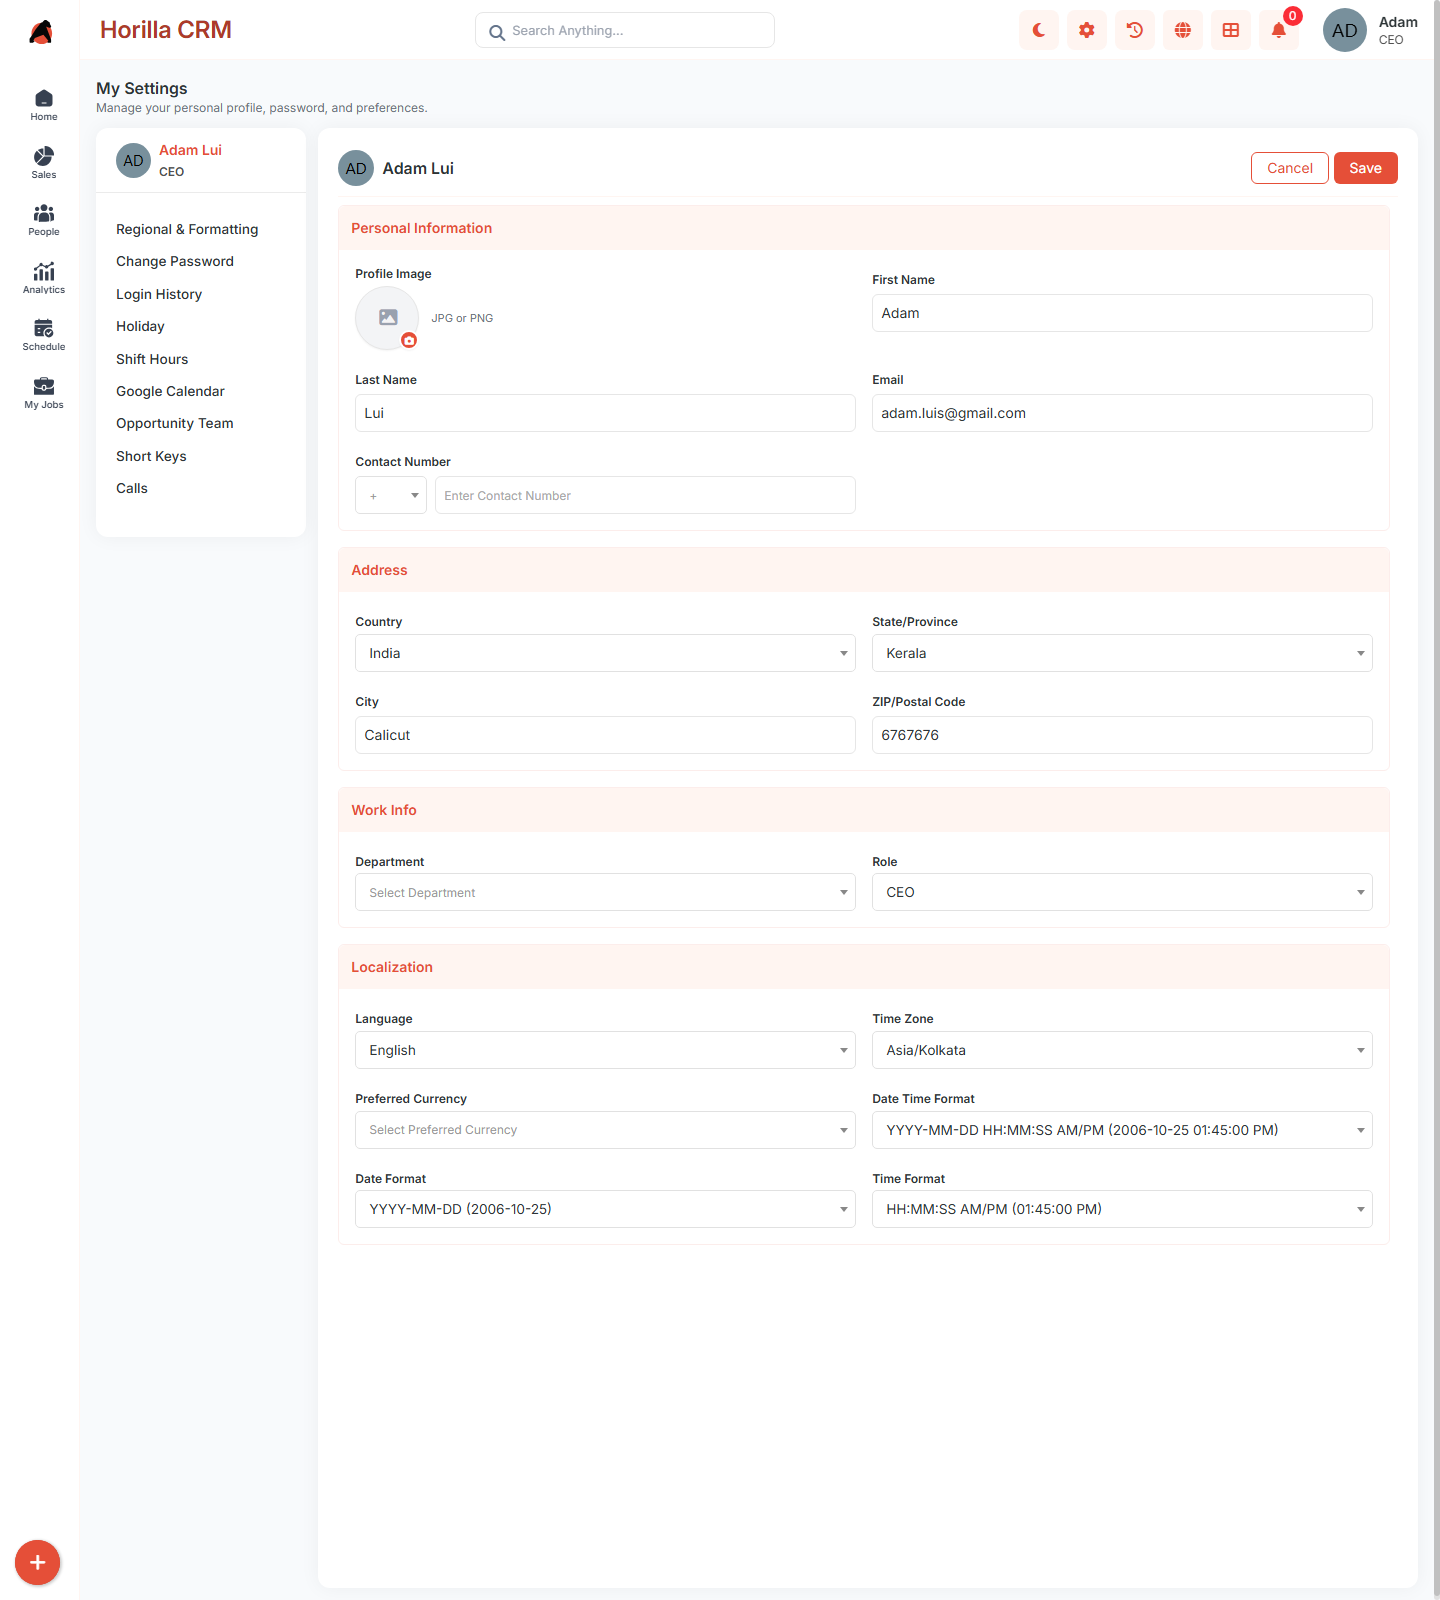 Horilla CRM
Search Anything...
0
AD
Adam
CEO
Home
Sales
People
Analytics
Schedule
My Jobs
My Settings
Manage your personal profile, password, and preferences.
AD
Adam Lui
CEO
Regional & Formatting
Change Password
Login History
Holiday
Shift Hours
Google Calendar
Opportunity Team
Short Keys
Calls
AD
Adam Lui
Cancel
Save
Personal Information
Profile Image
JPG or PNG
First Name
Adam
Last Name
Lui
Email
adam.luis@gmail.com
Contact Number
+
Enter Contact Number
Address
Country
India
State/Province
Kerala
City
Calicut
ZIP/Postal Code
6767676
Work Info
Department
Select Department
Role
CEO
Localization
Language
English
Time Zone
Asia/Kolkata
Preferred Currency
Select Preferred Currency
Date Time Format
YYYY-MM-DD HH:MM:SS AM/PM (2006-10-25 01:45:00 PM)
Date Format
YYYY-MM-DD (2006-10-25)
Time Format
HH:MM:SS AM/PM (01:45:00 PM)
+